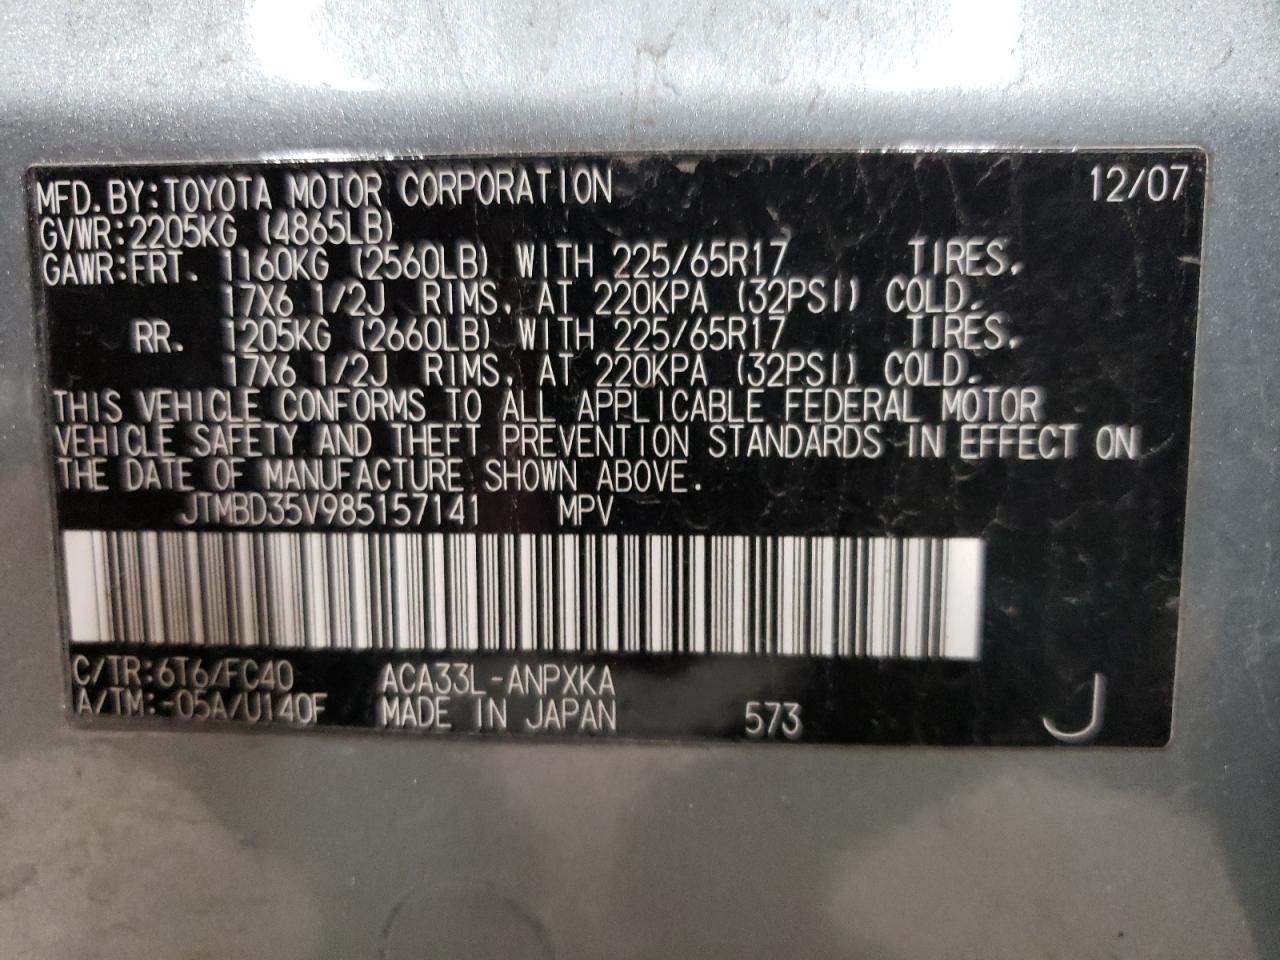 MFD. BY: TOYOTA MOTOR CORPORATION 12/07
GVWR: 2205KG (4865LB)
GAWR: FRT. 1160KG (2560LB) WITH 225/65R17 TIRES.
17X6 1/2J RIMS, AT 220KPA (32PSI) COLD.
RR. 1205KG (2660LB) WITH 225/65R17 TIRES.
17X6 1/2J RIMS, AT 220KPA (32PSI) COLD.
THIS VEHICLE CONFORMS TO ALL APPLICABLE FEDERAL MOTOR
VEHICLE SAFETY AND THEFT PREVENTION STANDARDS IN EFFECT ON
THE DATE OF MANUFACTURE SHOWN ABOVE.
JTMBD35V985157141 MPV
C/TR: 6T6/FC40 ACA33L-ANPXKA
A/TM: -05A/U140F MADE IN JAPAN 573 J